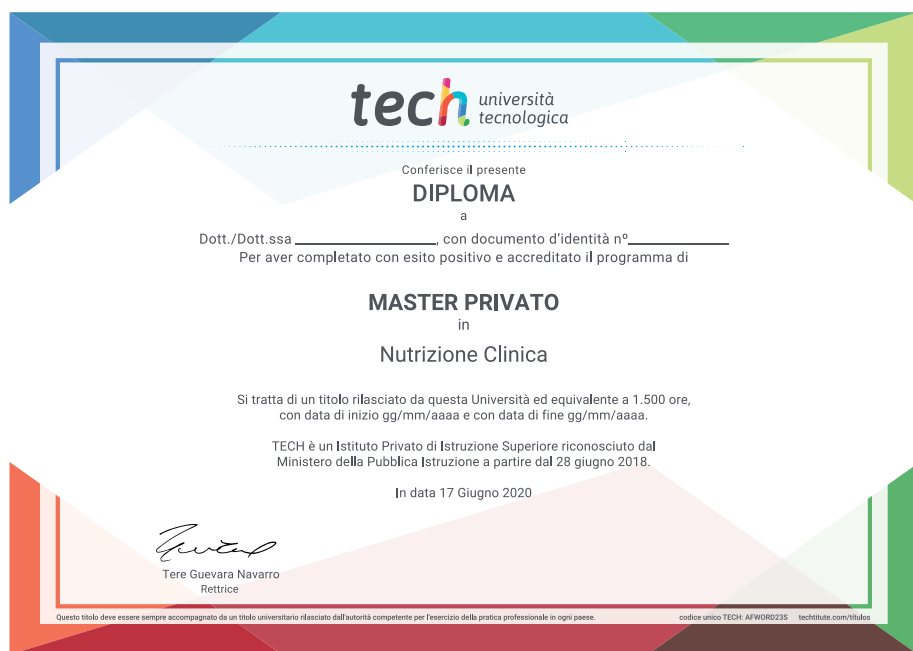 tech università
tecnologica
Conferisce il presente
DIPLOMA
a
Dott./Dott.ssa _________________, con documento d'identità nº____________
Per aver completato con esito positivo e accreditato il programma di
MASTER PRIVATO
in
Nutrizione Clinica
Si tratta di un titolo rilasciato da questa Università ed equivalente a 1.500 ore,
con data di inizio gg/mm/aaaa e con data di fine gg/mm/aaaa.
TECH è un Istituto Privato di Istruzione Superiore riconosciuto dal
Ministero della Pubblica Istruzione a partire dal 28 giugno 2018.
In data 17 Giugno 2020
Tere Guevara Navarro
Rettrice
Questo titolo deve essere sempre accompagnato da un titolo universitario rilasciato dall'autorità competente per l'esercizio della pratica professionale in ogni paese. codice unico TECH: AFWORD23S techtitute.com/títulos